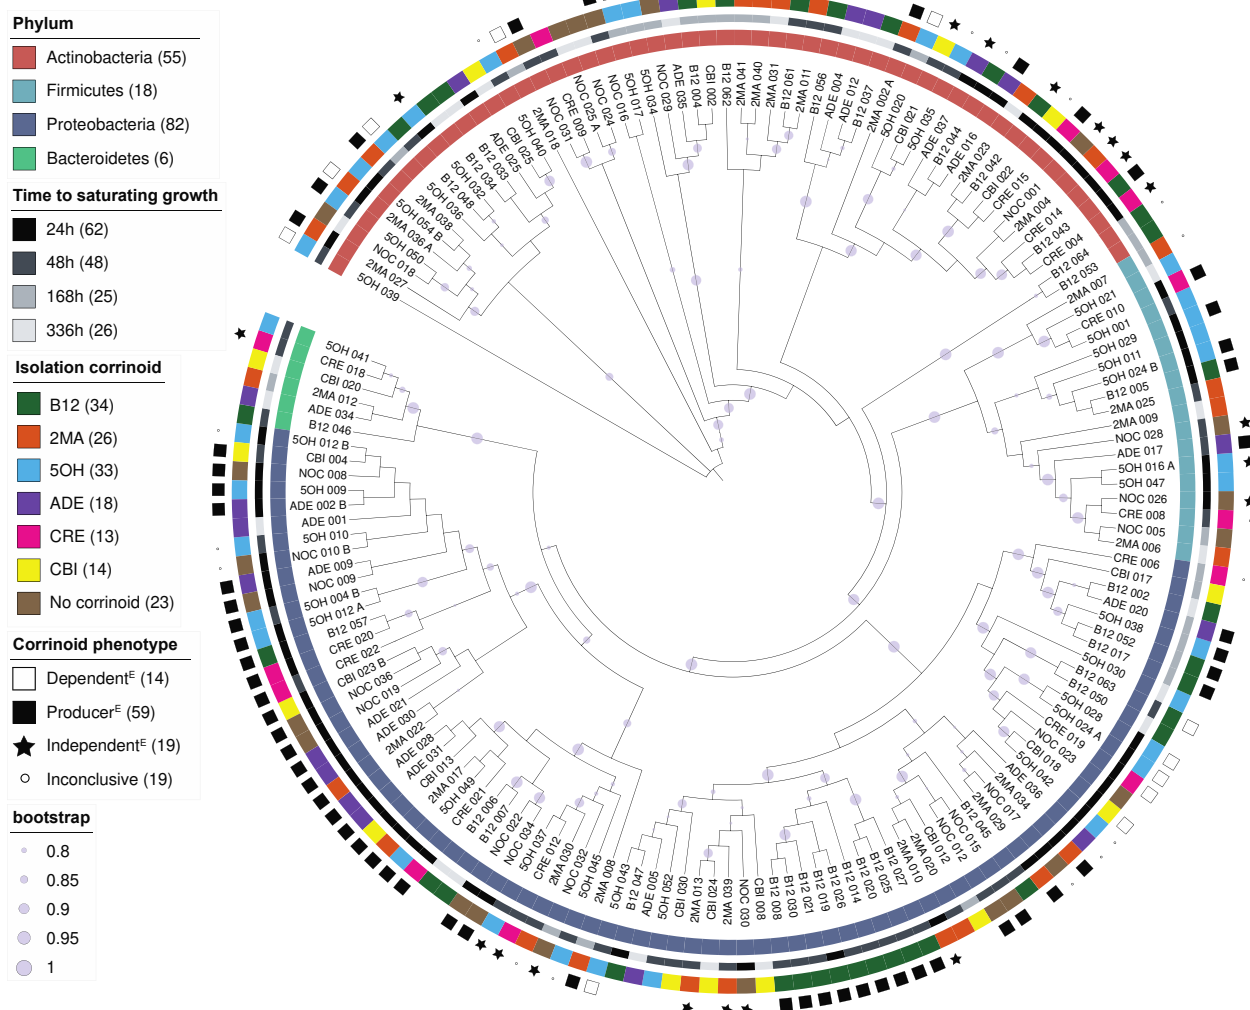 Phylum
Actinobacteria (55)
Firmicutes (18)
Proteobacteria (82)
Bacteroidetes (6)
Time to saturating growth
24h (62)
48h (48)
168h (25)
336h (26)
Isolation corrinoid
B12 (34)
2MA (26)
5OH (33)
ADE (18)
CRE (13)
CBI (14)
No corrinoid (23)
Corrinoid phenotype
Dependentᴱ (14)
Producerᴱ (59)
Independentᴱ (19)
Inconclusive (19)
bootstrap
0.8
0.85
0.9
0.95
1
5OH 039
2MA 027
NOC 018
5OH 050
2MA 036 A
5OH 054 B
2MA 038
5OH 036
B12 048
5OH 032
B12 034
B12 033
ADE 025
CBI 025
5OH 040
2MA 018
NOC 031
CRE 009
NOC 025 A
NOC 024
NOC 016
5OH 017
5OH 034
NOC 029
ADE 035
B12 004
CBI 002
B12 062
2MA 041
2MA 040
2MA 031
B12 061
2MA 011
B12 056
ADE 004
ADE 012
B12 037
2MA 002 A
5OH 020
CBI 021
5OH 035
ADE 037
B12 044
ADE 016
2MA 023
B12 042
CBI 022
CRE 015
NOC 001
2MA 004
CRE 014
B12 043
CRE 004
B12 064
B12 053
2MA 007
5OH 021
CRE 010
5OH 001
5OH 029
5OH 011
5OH 024 B
B12 005
2MA 025
2MA 009
NOC 028
ADE 017
5OH 016 A
5OH 047
NOC 026
CRE 008
NOC 005
2MA 006
CRE 006
CBI 017
B12 002
ADE 020
5OH 038
B12 052
B12 017
5OH 030
B12 063
B12 050
5OH 028
5OH 024 A
CRE 019
NOC 023
CBI 018
5OH 042
ADE 036
2MA 034
NOC 017
2MA 029
B12 045
NOC 015
NOC 012
CBI 012
2MA 020
2MA 010
B12 027
B12 025
B12 020
B12 014
B12 026
B12 019
B12 021
B12 030
B12 008
CBI 008
NOC 030
2MA 039
CBI 024
2MA 013
CBI 030
5OH 052
ADE 005
B12 047
5OH 043
2MA 008
5OH 045
NOC 032
2MA 030
CRE 012
5OH 037
NOC 034
NOC 022
B12 007
B12 006
CRE 021
5OH 049
2MA 017
CBI 013
ADE 031
ADE 028
2MA 022
ADE 030
ADE 021
NOC 019
NOC 036
CBI 023 B
CRE 022
CRE 020
B12 057
5OH 012 A
5OH 004 B
NOC 009
ADE 009
NOC 010 B
5OH 010
ADE 001
ADE 002 B
5OH 009
NOC 008
CBI 004
5OH 012 B
B12 046
ADE 034
2MA 012
CBI 020
CRE 018
5OH 041